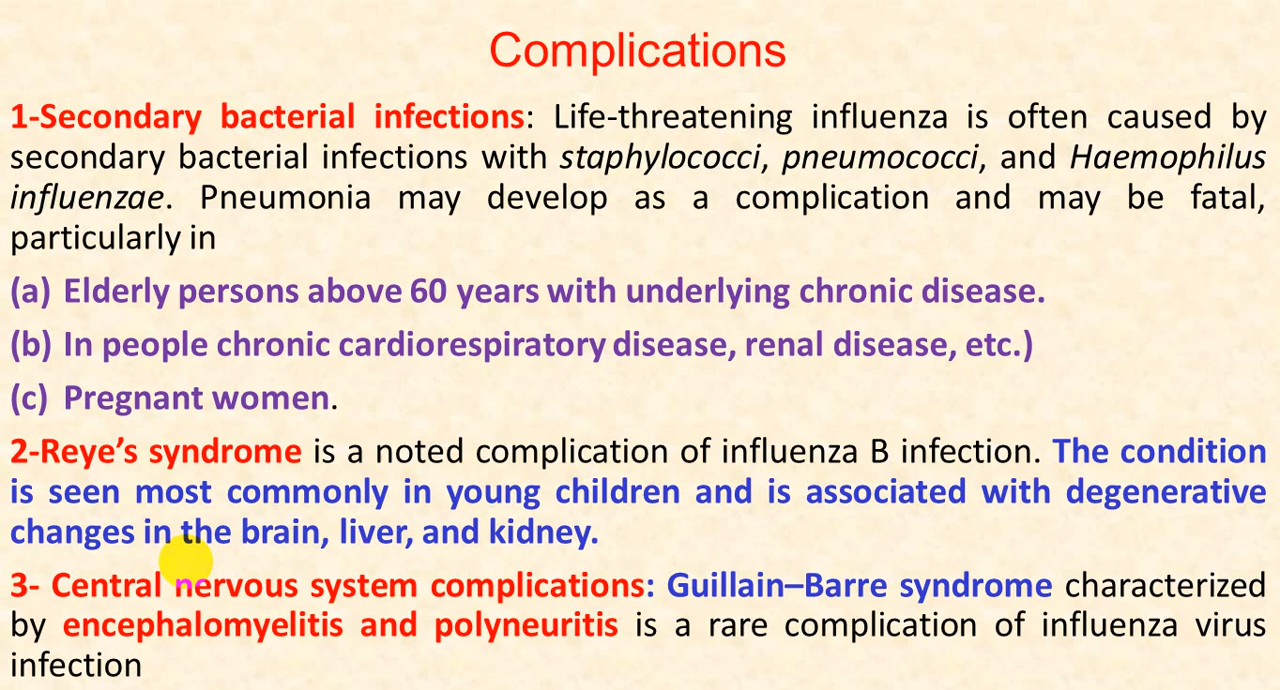 Complications
1-Secondary bacterial infections: Life-threatening influenza is often caused by
secondary bacterial infections with staphylococci, pneumococci, and Haemophilus
influenzae. Pneumonia may develop as a complication and may be fatal,
particularly in
(a) Elderly persons above 60 years with underlying chronic disease.
(b) In people chronic cardiorespiratory disease, renal disease, etc.)
(c) Pregnant women.
2-Reye’s syndrome is a noted complication of influenza B infection. The condition
is seen most commonly in young children and is associated with degenerative
changes in the brain, liver, and kidney.
3- Central nervous system complications: Guillain–Barre syndrome characterized
by encephalomyelitis and polyneuritis is a rare complication of influenza virus
infection